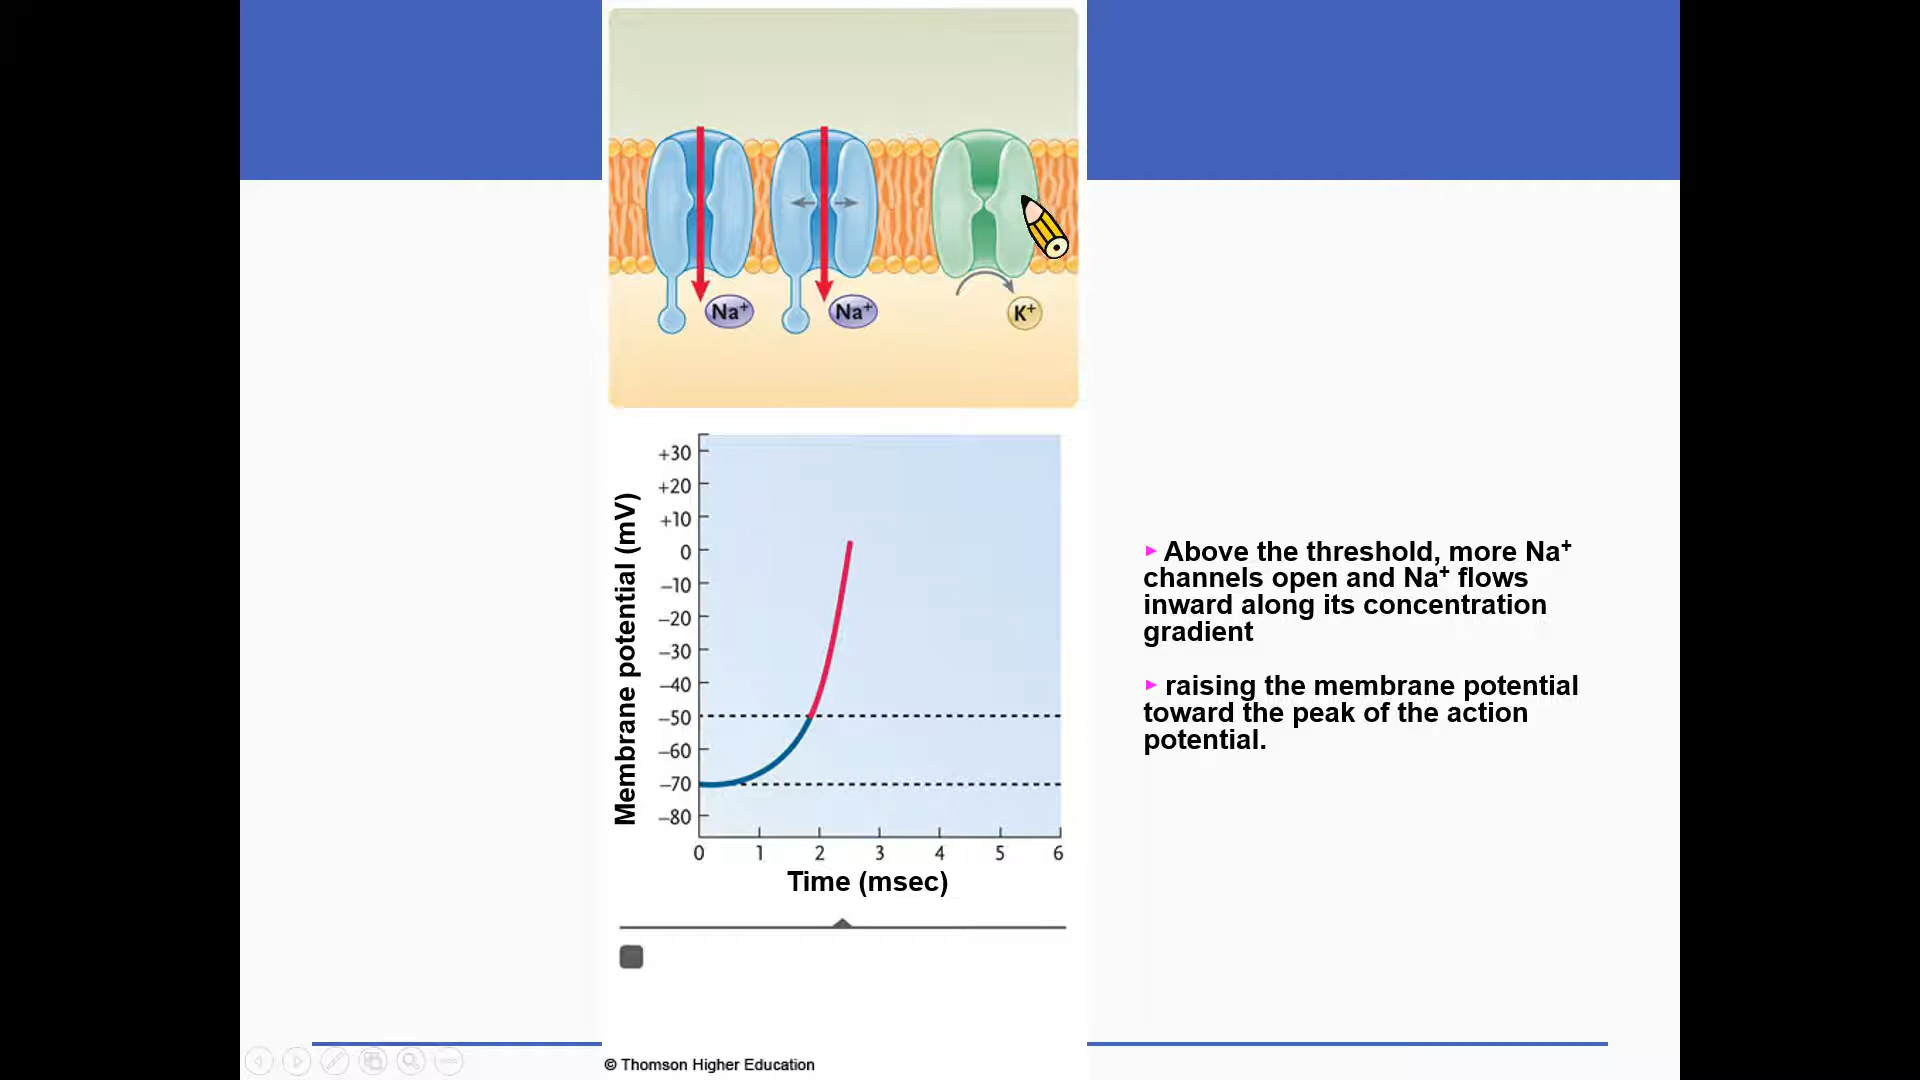 Na⁺
Na⁺
K⁺
Membrane potential (mV)
+30
+20
+10
0
–10
–20
–30
–40
–50
–60
–70
–80
0 1 2 3 4 5 6
Time (msec)
► Above the threshold, more Na⁺
channels open and Na⁺ flows
inward along its concentration
gradient
► raising the membrane potential
toward the peak of the action
potential.
© Thomson Higher Education